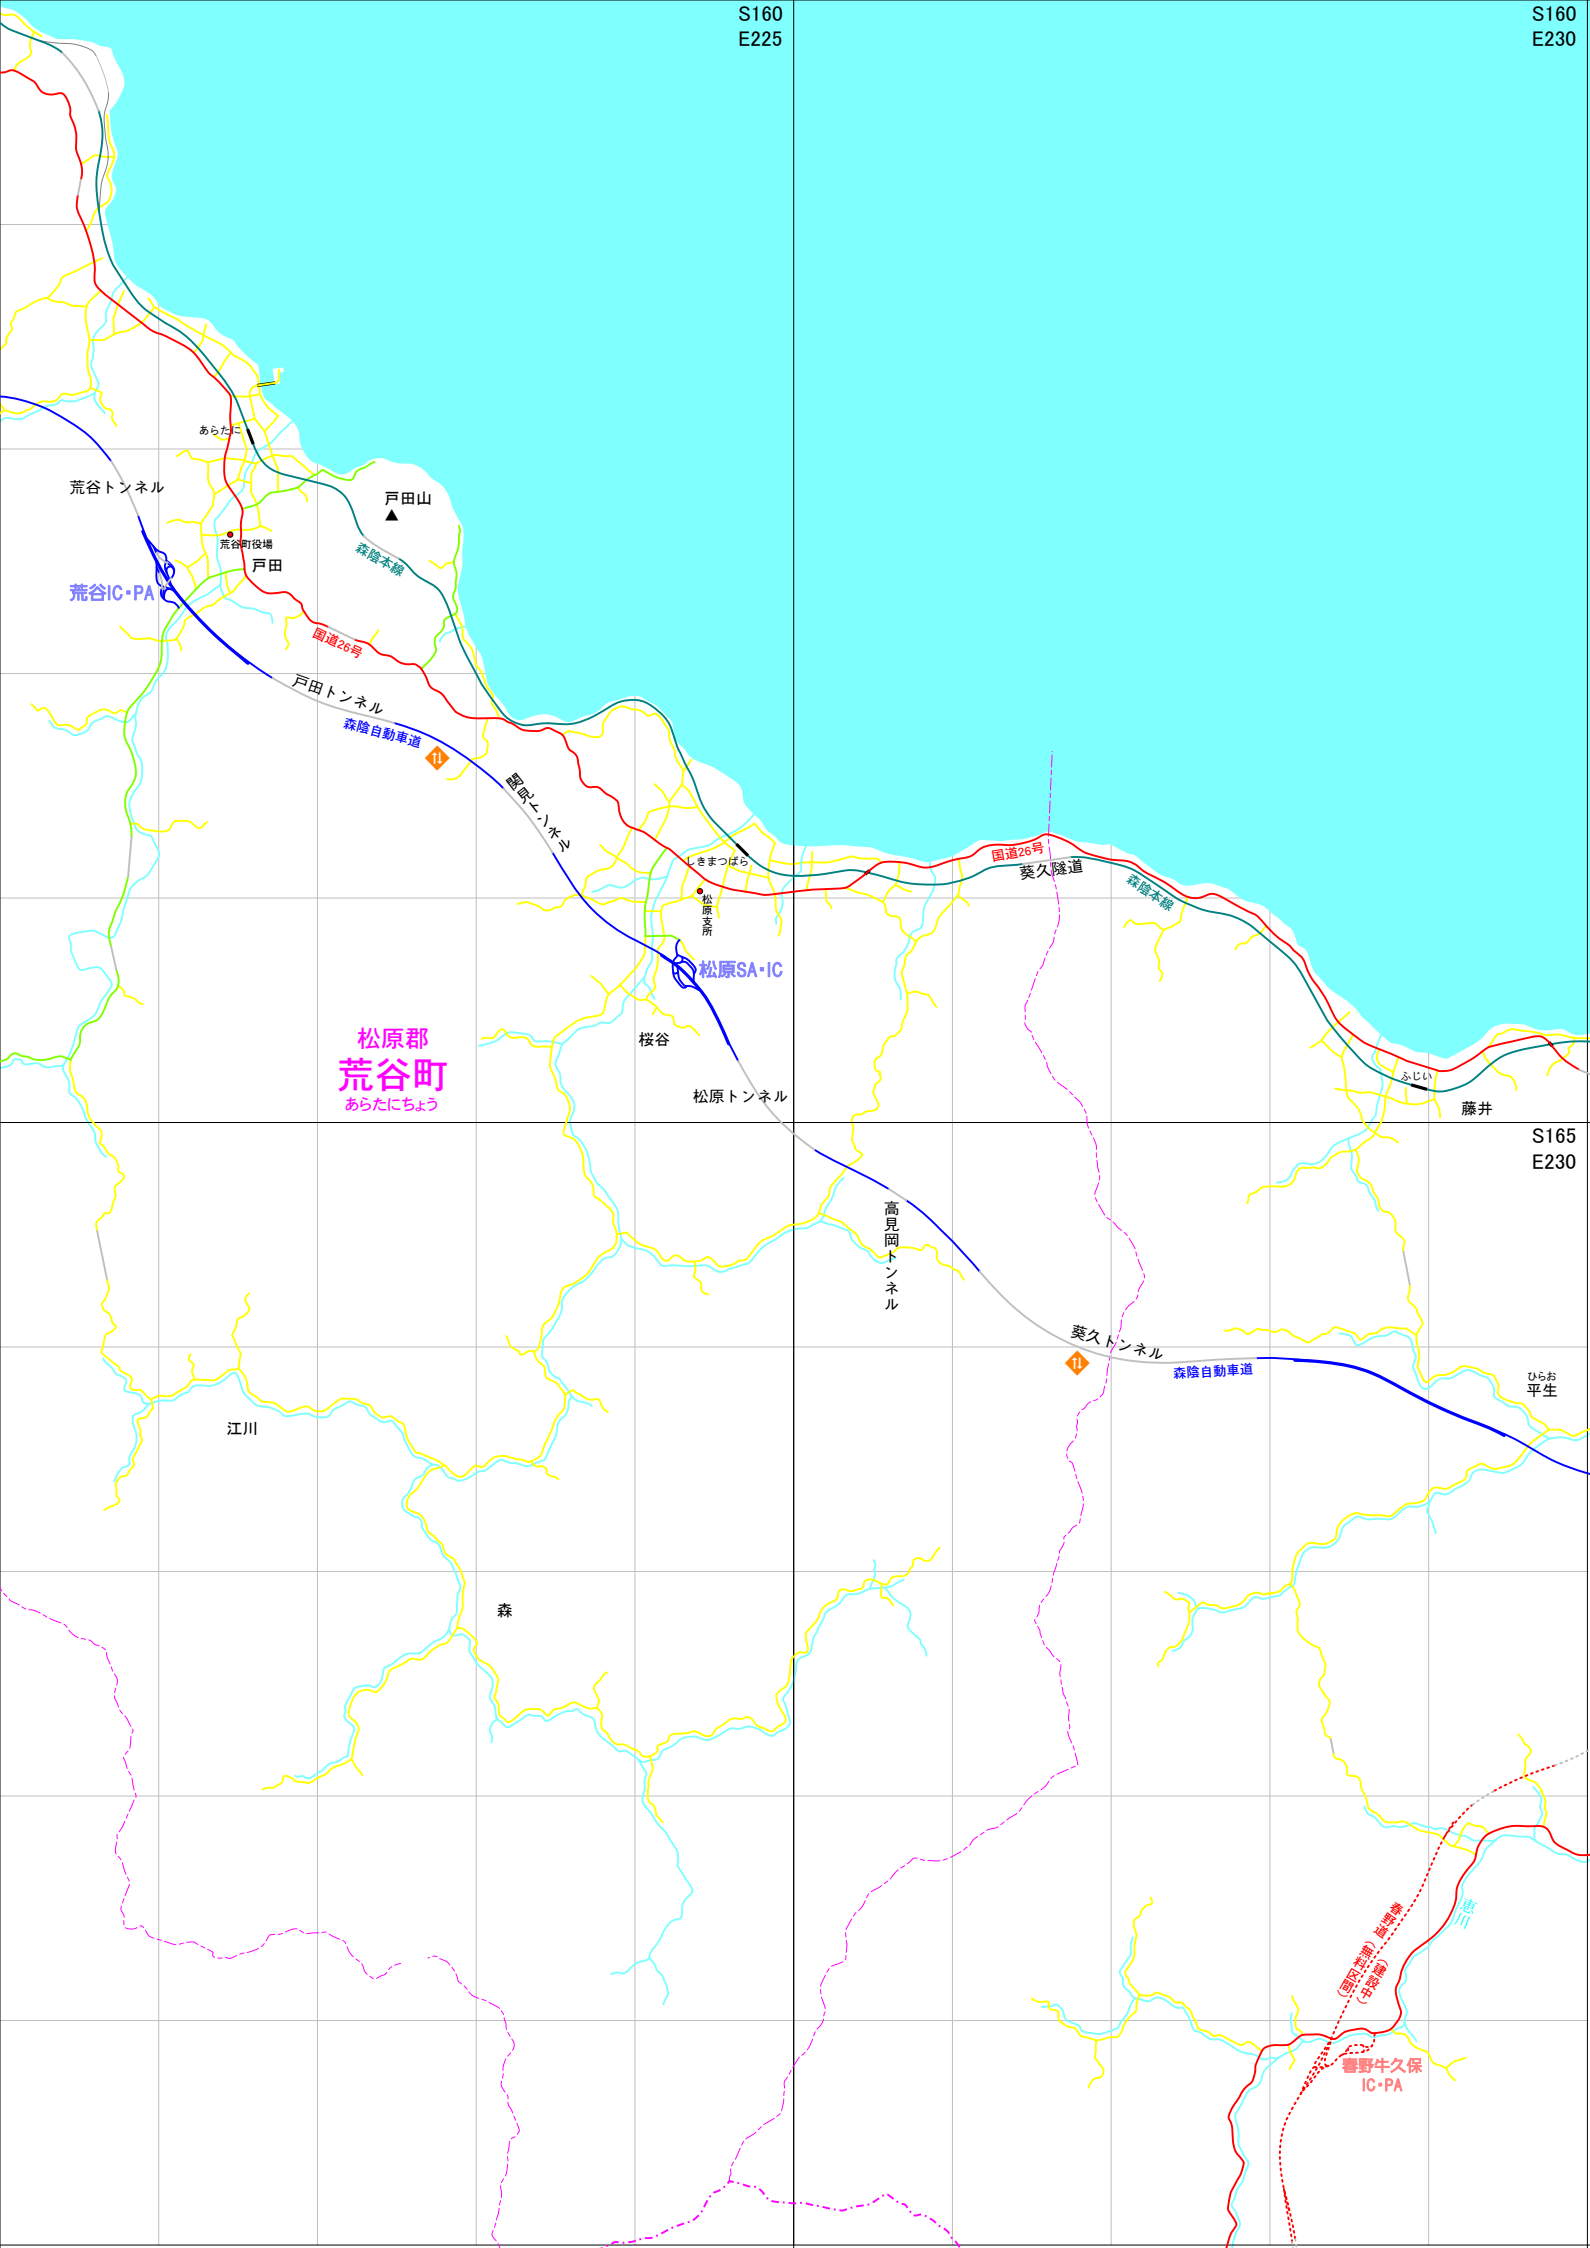 S160
E225
S160
E230
あらたに
荒谷トンネル
戸田山
荒谷町役場
戸田
森陰本線
荒谷IC・PA
国道26号
戸田トンネル
森陰自動車道
関見トンネル
しきまつばら
松原支所
国道26号
葵久隧道
森陰本線
松原SA・IC
桜谷
松原郡
荒谷町
あらたにちょう
松原トンネル
ふじい
藤井
S165
E230
高見岡トンネル
葵久トンネル
森陰自動車道
ひらお
平生
江川
森
恵川
春野道 (建設中)
(無料区間)
春野牛久保
IC・PA